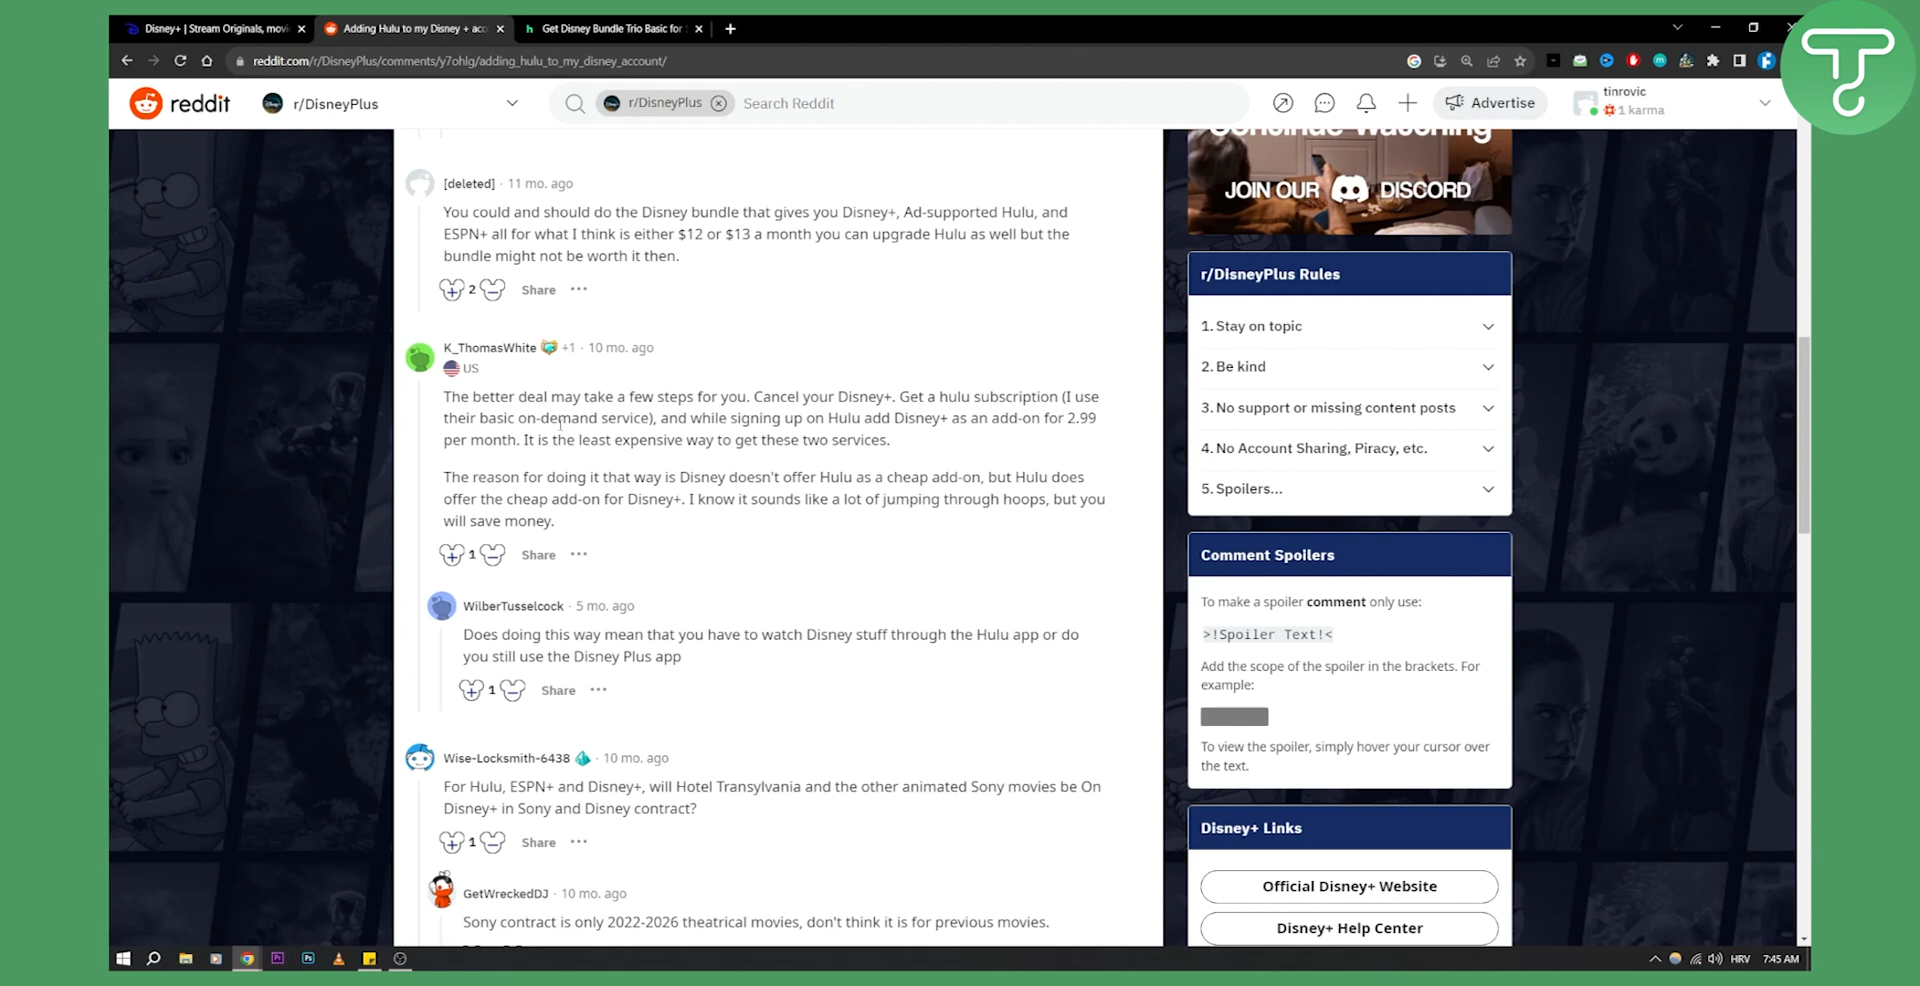 Disney+ | Stream Originals, movi
Adding Hulu to my Disney + acc
Get Disney Bundle Trio Basic for
reddit.com/r/DisneyPlus/comments/y7ohlg/adding_hulu_to_my_disney_account/
reddit
r/DisneyPlus
r/DisneyPlus
Search Reddit
Advertise
tinrovic
1 karma
Continue Watching
JOIN OUR DISCORD
[deleted] · 11 mo. ago
You could and should do the Disney bundle that gives you Disney+, Ad-supported Hulu, and
ESPN+ all for what I think is either $12 or $13 a month you can upgrade Hulu as well but the
bundle might not be worth it then.
2
Share
K_ThomasWhite +1 · 10 mo. ago
US
The better deal may take a few steps for you. Cancel your Disney+. Get a hulu subscription (I use
their basic on-demand service), and while signing up on Hulu add Disney+ as an add-on for 2.99
per month. It is the least expensive way to get these two services.
The reason for doing it that way is Disney doesn't offer Hulu as a cheap add-on, but Hulu does
offer the cheap add-on for Disney+. I know it sounds like a lot of jumping through hoops, but you
will save money.
1
Share
WilberTusselcock · 5 mo. ago
Does doing this way mean that you have to watch Disney stuff through the Hulu app or do
you still use the Disney Plus app
1
Share
Wise-Locksmith-6438 · 10 mo. ago
For Hulu, ESPN+ and Disney+, will Hotel Transylvania and the other animated Sony movies be On
Disney+ in Sony and Disney contract?
1
Share
GetWreckedDJ · 10 mo. ago
Sony contract is only 2022-2026 theatrical movies, don't think it is for previous movies.
r/DisneyPlus Rules
1. Stay on topic
2. Be kind
3. No support or missing content posts
4. No Account Sharing, Piracy, etc.
5. Spoilers...
Comment Spoilers
To make a spoiler comment only use:
>!Spoiler Text!<
Add the scope of the spoiler in the brackets. For
example:
To view the spoiler, simply hover your cursor over
the text.
Disney+ Links
Official Disney+ Website
Disney+ Help Center
HRV
7:45 AM